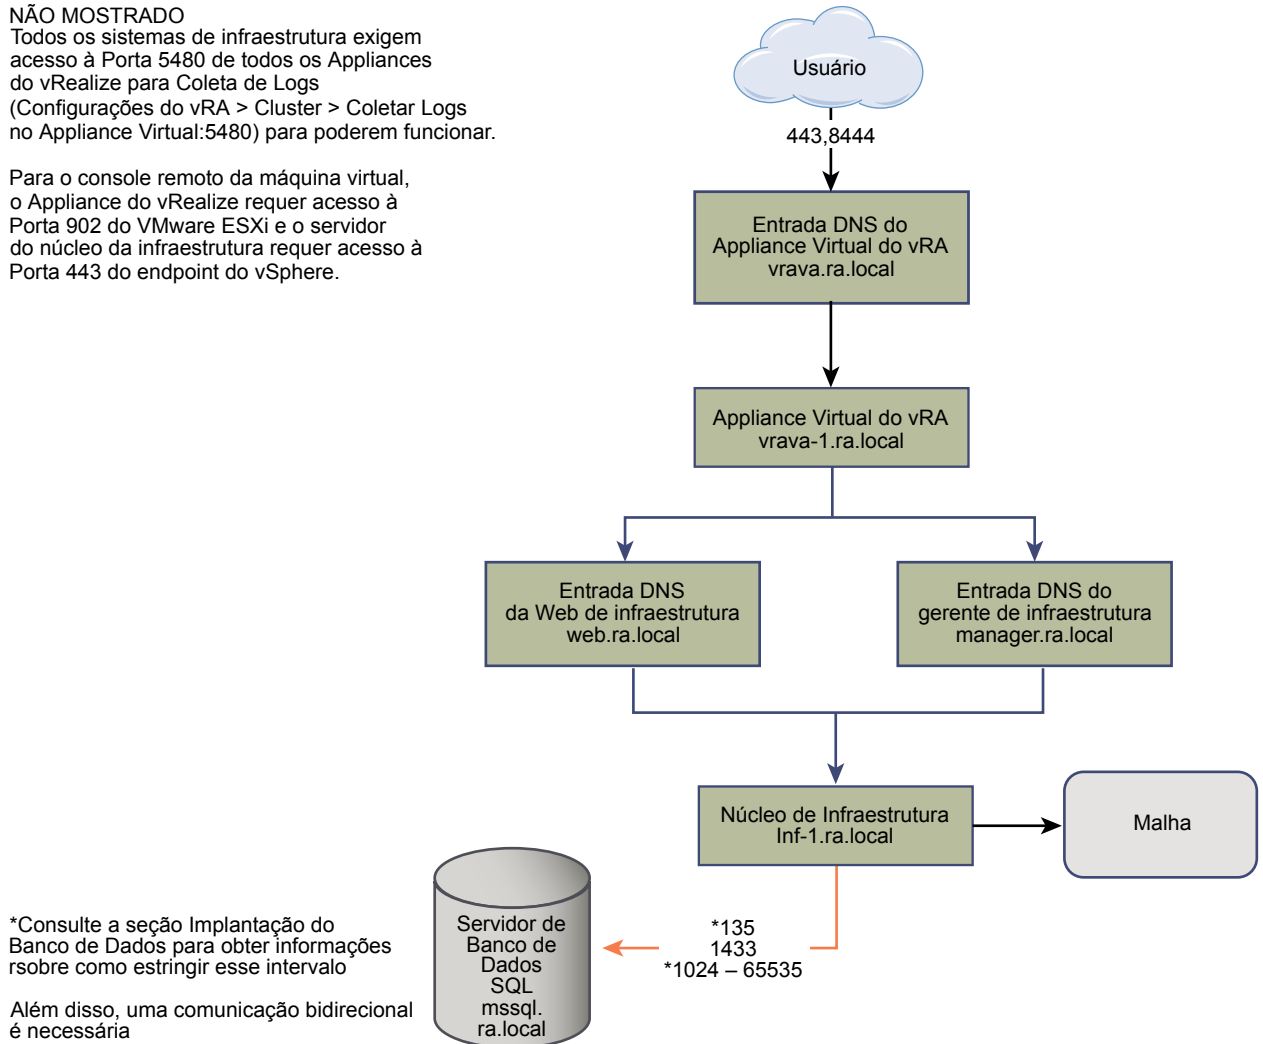 NÃO MOSTRADO
Todos os sistemas de infraestrutura exigem
acesso à Porta 5480 de todos os Appliances
do vRealize para Coleta de Logs
(Configurações do vRA > Cluster > Coletar Logs
no Appliance Virtual:5480) para poderem funcionar.
Para o console remoto da máquina virtual,
o Appliance do vRealize requer acesso à
Porta 902 do VMware ESXi e o servidor
do núcleo da infraestrutura requer acesso à
Porta 443 do endpoint do vSphere.
Usuário
443,8444
Entrada DNS do
Appliance Virtual do vRA
vrava.ra.local
Appliance Virtual do vRA
vrava-1.ra.local
Entrada DNS
da Web de infraestrutura
web.ra.local
Entrada DNS do
gerente de infraestrutura
manager.ra.local
Núcleo de Infraestrutura
Inf-1.ra.local
Malha
*135
1433
*1024 – 65535
Servidor de
Banco de
Dados
SQL
mssql.
ra.local
*Consulte a seção Implantação do
Banco de Dados para obter informações
rsobre como estringir esse intervalo
Além disso, uma comunicação bidirecional
é necessária